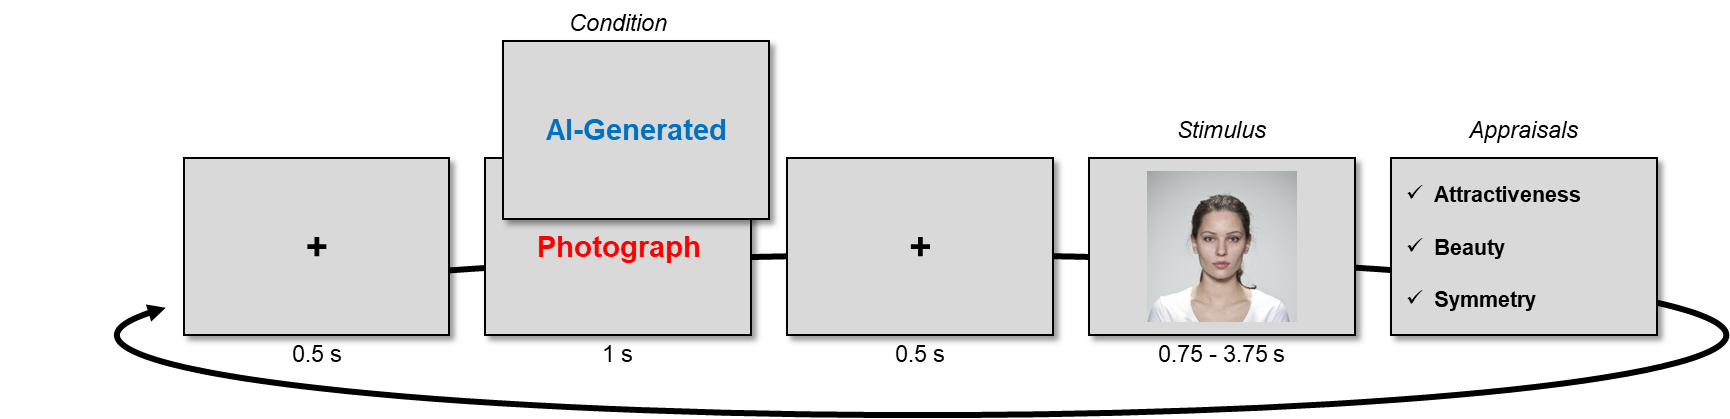 Condition
AI-Generated
Photograph
Stimulus
Appraisals
+
+
✓ Attractiveness
✓ Beauty
✓ Symmetry
0.5 s
1 s
0.5 s
0.75 - 3.75 s